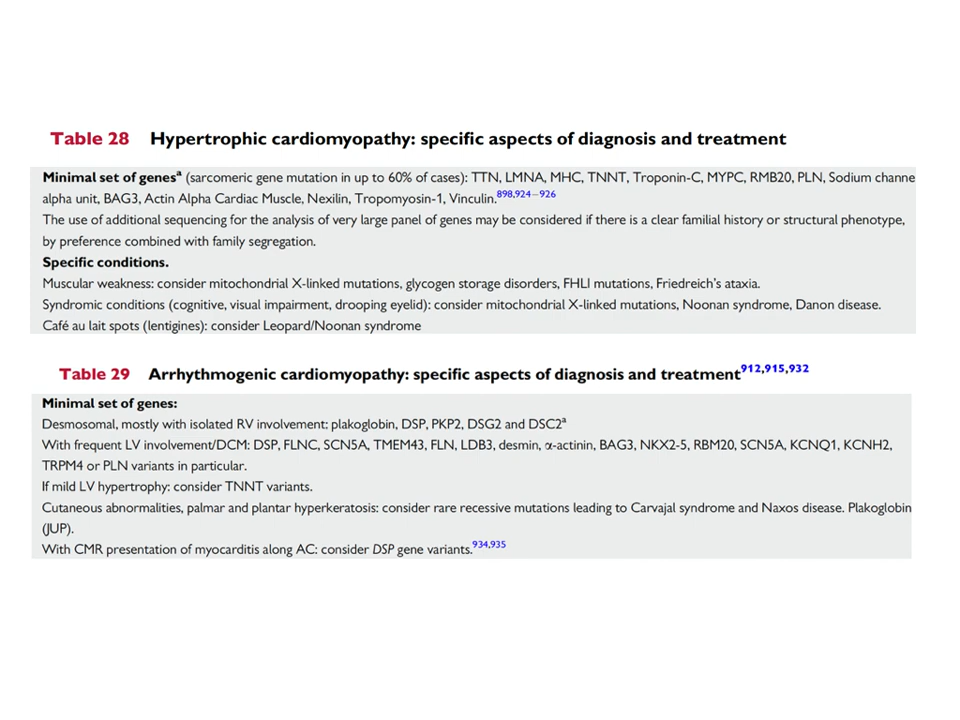 Table 28 Hypertrophic cardiomyopathy: specific aspects of diagnosis and treatment
Minimal set of genesᵃ (sarcomeric gene mutation in up to 60% of cases): TTN, LMNA, MHC, TNNT, Troponin-C, MYPC, RMB20, PLN, Sodium channe
alpha unit, BAG3, Actin Alpha Cardiac Muscle, Nexilin, Tropomyosin-1, Vinculin.898,924–926
The use of additional sequencing for the analysis of very large panel of genes may be considered if there is a clear familial history or structural phenotype,
by preference combined with family segregation.
Specific conditions.
Muscular weakness: consider mitochondrial X-linked mutations, glycogen storage disorders, FHLI mutations, Friedreich's ataxia.
Syndromic conditions (cognitive, visual impairment, drooping eyelid): consider mitochondrial X-linked mutations, Noonan syndrome, Danon disease.
Café au lait spots (lentigines): consider Leopard/Noonan syndrome
Table 29 Arrhythmogenic cardiomyopathy: specific aspects of diagnosis and treatment912,915,932
Minimal set of genes:
Desmosomal, mostly with isolated RV involvement: plakoglobin, DSP, PKP2, DSG2 and DSC2ᵃ
With frequent LV involvement/DCM: DSP, FLNC, SCN5A, TMEM43, FLN, LDB3, desmin, α-actinin, BAG3, NKX2-5, RBM20, SCN5A, KCNQ1, KCNH2,
TRPM4 or PLN variants in particular.
If mild LV hypertrophy: consider TNNT variants.
Cutaneous abnormalities, palmar and plantar hyperkeratosis: consider rare recessive mutations leading to Carvajal syndrome and Naxos disease. Plakoglobin
(JUP).
With CMR presentation of myocarditis along AC: consider DSP gene variants.934,935